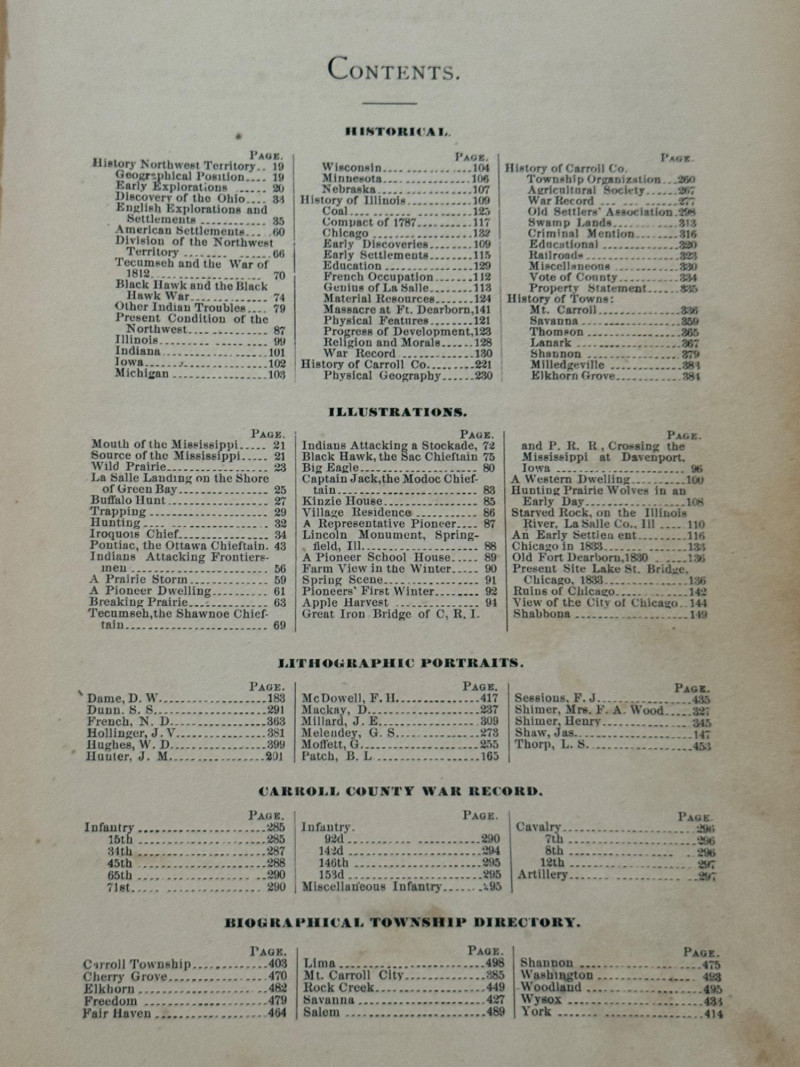 CONTENTS.
HISTORICAL.
PAGE.
History Northwest Territory.. 19
Geographical Position.... 19
Early Explorations ...... 20
Discovery of the Ohio.... 33
English Explorations and
Settlements ............ 35
American Settlements... 60
Division of the Northwest
Territory ........ ....... 66
Tecumseh and the War of
1812. .................. 70
Black Hawk and the Black
Hawk War............. 74
Other Indian Troubles.... 79
Present Condition of the
Northwest.............. 87
Illinois................... 99
Indiana...................101
Iowa......................102
Michigan .................103
PAGE.
Wisconsin.................104
Minnesota.................106
Nebraska .................107
History of Illinois............109
Coal.......................125
Compact of 1787..........117
Chicago ..................132
Early Discoveries........109
Early Settlements........115
Education ................129
French Occupation .......112
Genius of La Salle........113
Material Resources.......124
Massacre at Ft. Dearborn,141
Physical Features........121
Progress of Development,123
Religion and Morals......128
War Record .............130
History of Carroll Co.........221
Physical Geography......230
PAGE.
History of Carroll Co.
Township Organization...260
Agricultural Society......267
War Record ... ... .......277
Old Settlers' Association.298
Swamp Lands............313
Criminal Mention........316
Educational ..............320
Railroads.................323
Miscellaneous ............330
Vote of County...........334
Property Statement......335
History of Towns:
Mt. Carroll...............336
Savanna ..................359
Thomson .................365
Lanark ...................367
Shannon .................379
Milledgeville .............384
Elkhorn Grove............384
ILLUSTRATIONS.
PAGE.
Mouth of the Mississippi..... 21
Source of the Mississippi..... 21
Wild Prairie.................. 23
La Salle Landing on the Shore
of Green Bay............... 25
Buffalo Hunt ................. 27
Trapping ..................... 29
Hunting.... .................. 32
Iroquois Chief................ 34
Pontiac, the Ottawa Chieftain. 43
Indians Attacking Frontiers-
men ....................... 56
A Prairie Storm............... 59
A Pioneer Dwelling.......... 61
Breaking Prairie.............. 63
Tecumseh,the Shawnoe Chief-
tain........................ 69
PAGE.
Indians Attacking a Stockade, 72
Black Hawk, the Sac Chieftain 75
Big Eagle..................... 80
Captain Jack,the Modoc Chief-
tain......................... 83
Kinzie House................. 85
Village Residence ............ 86
A Representative Pioneer.... 87
Lincoln Monument, Spring-
field, Ill.................... 88
A Pioneer School House..... 89
Farm View in the Winter..... 90
Spring Scene.................. 91
Pioneers' First Winter........ 92
Apple Harvest ............... 94
Great Iron Bridge of C, R. I.
PAGE.
and P. R. R, Crossing the
Mississippi at Davenport,
Iowa ..................... 96
A Western Dwelling.........100
Hunting Prairie Wolves in an
Early Day..................108
Starved Rock, on the Illinois
River, La Salle Co., Ill .... 110
An Early Settlement........116
Chicago in 1833...............133
Old Fort Dearborn,1830 . ....136
Present Site Lake St. Bridge,
Chicago, 1833...............136
Ruins of Chicago.............142
View of the City of Chicago..144
Shabbona ....................149
LITHOGRAPHIC PORTRAITS.
PAGE.
Dame, D. W..................183
Dunn. S. S...................291
French, N. D.................363
Hollinger, J. V................381
Hughes, W. D................399
Hunter, J. M.................201
PAGE.
McDowell, F. H..............417
Mackay, D...................237
Millard, J. E.................. 309
Melendey, G. S...............273
Moffett, G....................255
Patch, B. L ..................165
PAGE.
Sessions, F. J.................435
Shimer, Mrs. F. A. Wood.....327
Shimer, Henry............... 345
Shaw, Jas.....................147
Thorp, L. S..................453
CARROLL COUNTY WAR RECORD.
PAGE.
Infantry .......................285
15th .......................285
34th .......................287
45th .......................288
65th .......................290
71st........................ 290
PAGE.
Infantry.
92d........................290
142d ......................294
146th .....................295
153d ......................295
Miscellaneous Infantry........295
PAGE.
Cavalry........................296
7th ........................296
8th ........................296
12th .......................297
Artillery.......................297
BIOGRAPHICAL TOWNSHIP DIRECTORY.
PAGE.
Carroll Township.............403
Cherry Grove.................470
Elkhorn ......................482
Freedom .....................479
Fair Haven ...................464
PAGE.
Lima .........................498
Mt. Carroll City..............385
Rock Creek...................449
Savanna ......................427
Salem ........................489
PAGE.
Shannon .....................475
Washington ................. 493
Woodland ...................495
Wysox .......................434
York .........................414